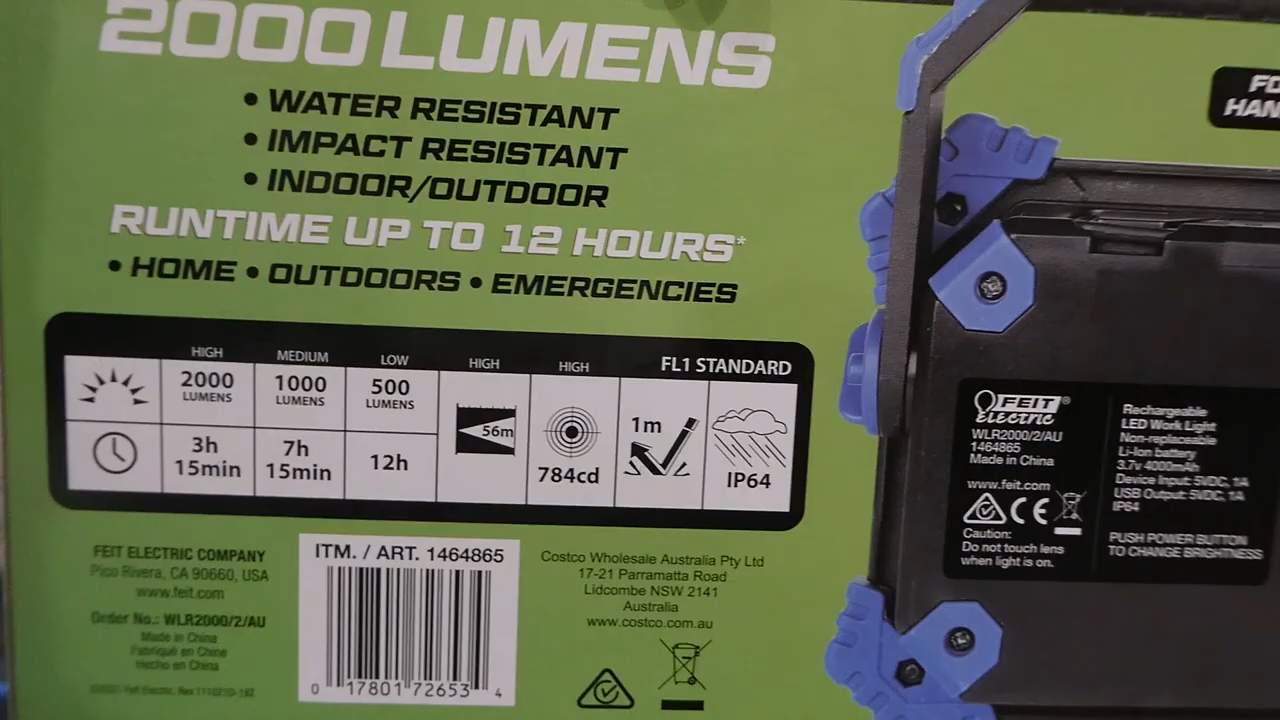 2000 LUMENS
• WATER RESISTANT
• IMPACT RESISTANT
• INDOOR/OUTDOOR
RUNTIME UP TO 12 HOURS*
• HOME • OUTDOORS • EMERGENCIES
HIGH MEDIUM LOW HIGH HIGH FL1 STANDARD
2000 LUMENS 1000 LUMENS 500 LUMENS
56m
1m
3h 15min 7h 15min 12h
784cd
IP64
FEIT ELECTRIC COMPANY
Pico Rivera, CA 90660, USA
www.feit.com
Order No.: WLR2000/2/AU
Made in China
Fabriqué en Chine
Hecho en China
ITM. / ART. 1464865
0 17801 72653 4
Costco Wholesale Australia Pty Ltd
17-21 Parramatta Road
Lidcombe NSW 2141
Australia
www.costco.com.au
FEIT®
electric
WLR2000/2/AU
1464865
Made in China
www.feit.com
CE
Caution:
Do not touch lens
when light is on.
Rechargeable
LED Work Light
Non-replaceable
Li-Ion battery
3.7v 4000mAh
Device Input: 5VDC, 1A
USB Output: 5VDC, 1A
IP64
PUSH POWER BUTTON
TO CHANGE BRIGHTNESS